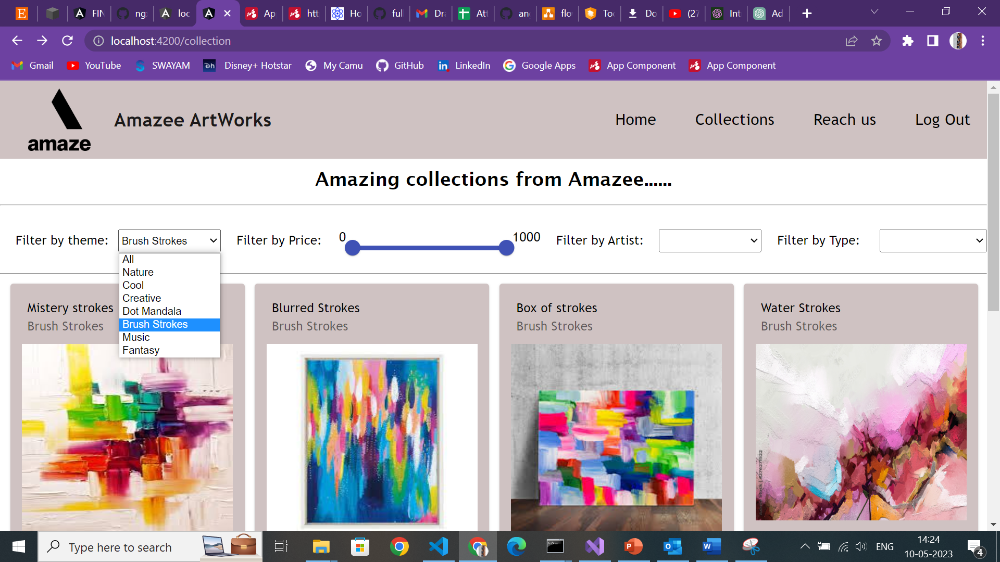 FIN
ng
loc
Ap
htt
Ho
full
Dra
Att
an
flo
To
Do
(27
Int
Ad
localhost:4200/collection
Gmail
YouTube
SWAYAM
Disney+ Hotstar
My Camu
GitHub
LinkedIn
Google Apps
App Component
App Component
amaze
Amazee ArtWorks
Home
Collections
Reach us
Log Out
Amazing collections from Amazee......
Filter by theme:
Brush Strokes
Filter by Price:
0
1000
Filter by Artist:
Filter by Type:
All
Nature
Cool
Creative
Dot Mandala
Brush Strokes
Music
Fantasy
Mistery strokes
Brush Strokes
Blurred Strokes
Brush Strokes
Box of strokes
Brush Strokes
Water Strokes
Brush Strokes
Adobe Stock | #276271522
Type here to search
ENG
14:24
10-05-2023
4